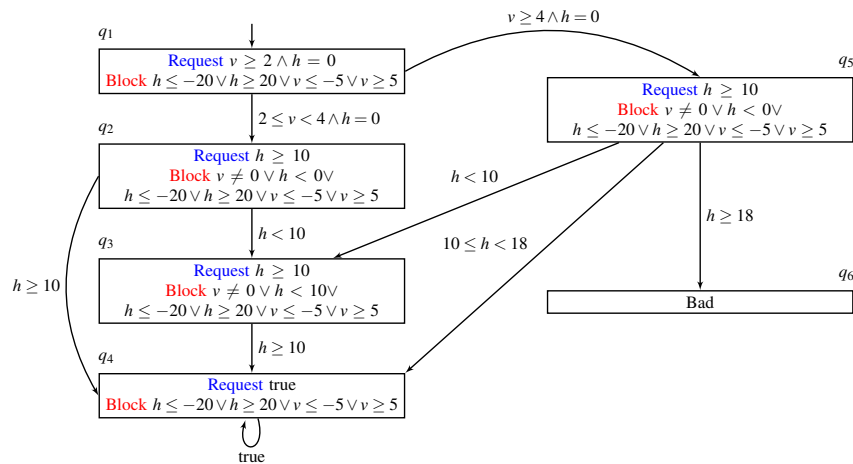 q1
Request v ≥ 2 ∧ h = 0
Block h ≤ −20 ∨ h ≥ 20 ∨ v ≤ −5 ∨ v ≥ 5
v ≥ 4 ∧ h = 0
q5
Request h ≥ 10
Block v ≠ 0 ∨ h < 0∨
h ≤ −20 ∨ h ≥ 20 ∨ v ≤ −5 ∨ v ≥ 5
2 ≤ v < 4 ∧ h = 0
q2
Request h ≥ 10
Block v ≠ 0 ∨ h < 0∨
h ≤ −20 ∨ h ≥ 20 ∨ v ≤ −5 ∨ v ≥ 5
h < 10
h < 10
10 ≤ h < 18
h ≥ 18
q3
Request h ≥ 10
Block v ≠ 0 ∨ h < 10∨
h ≤ −20 ∨ h ≥ 20 ∨ v ≤ −5 ∨ v ≥ 5
h ≥ 10
q6
Bad
h ≥ 10
q4
Request true
Block h ≤ −20 ∨ h ≥ 20 ∨ v ≤ −5 ∨ v ≥ 5
true